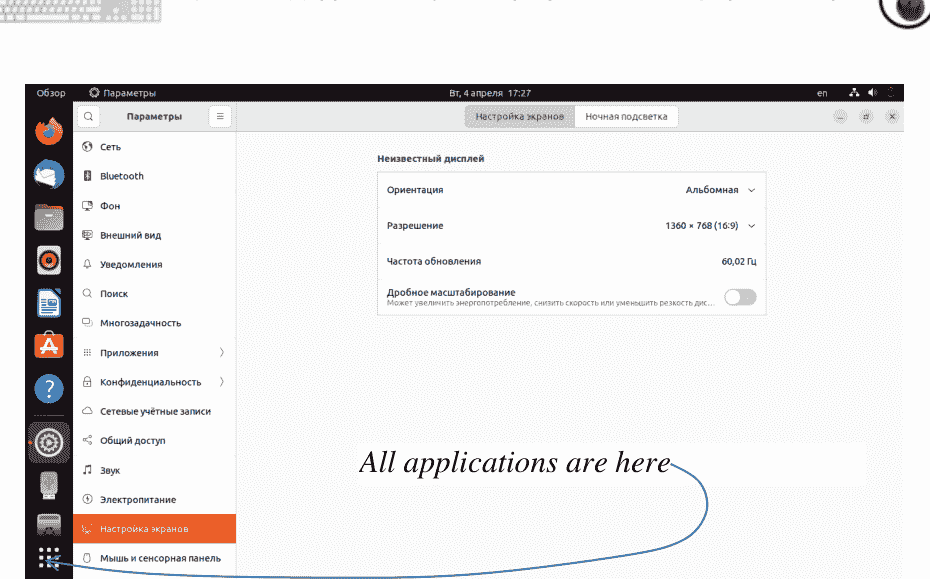 Обзор Параметры Вт, 4 апреля 17:27 en
Параметры Настройка экранов Ночная подсветка
Сеть
Bluetooth
Фон
Внешний вид
Уведомления
Поиск
Многозадачность
Приложения
Конфиденциальность
Сетевые учётные записи
Общий доступ
Звук
Электропитание
Настройка экранов
Мышь и сенсорная панель
Неизвестный дисплей
Ориентация Альбомная
Разрешение 1360 × 768 (16:9)
Частота обновления 60,02 Гц
Дробное масштабирование
Может увеличить энергопотребление, снизить скорость или уменьшить резкость дис...
All applications are here